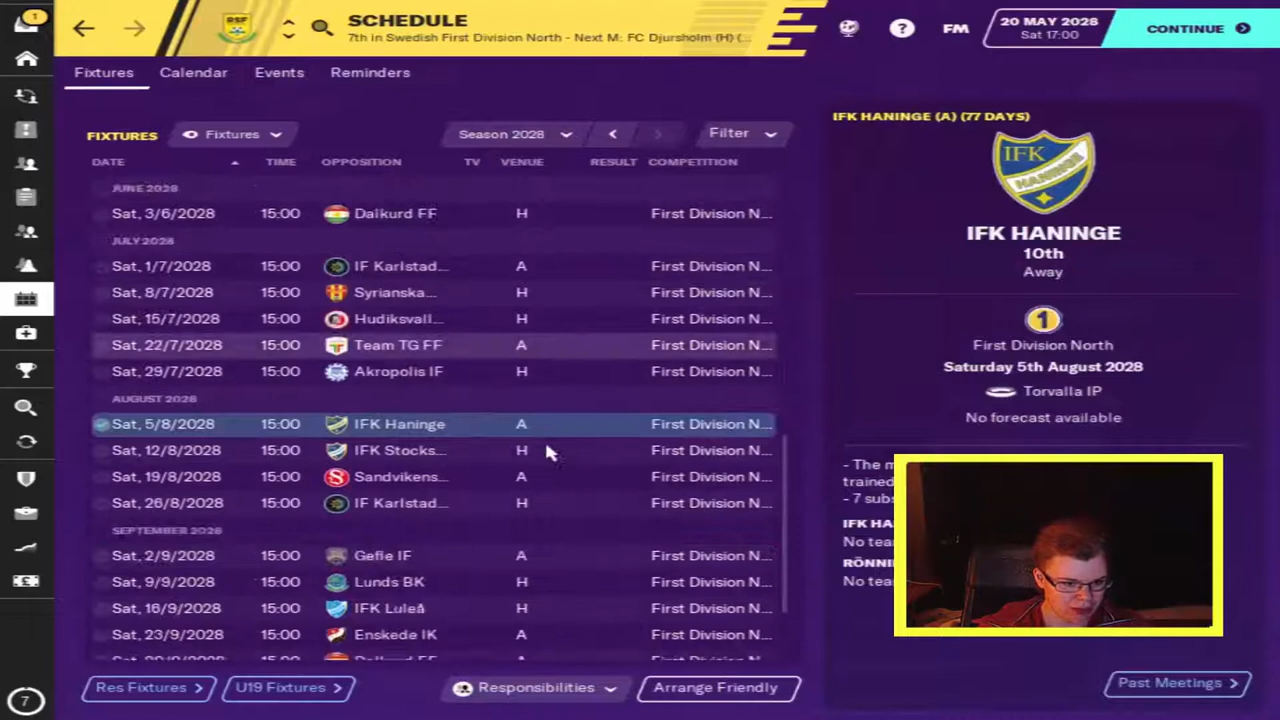 1
RSF
SCHEDULE
7th in Swedish First Division North - Next M: FC Djursholm (H) (...
FM
20 MAY 2028
Sat 17:00
CONTINUE
Fixtures
Calendar
Events
Reminders
FIXTURES
Fixtures
Season 2028
Filter
DATE TIME OPPOSITION TV VENUE RESULT COMPETITION
JUNE 2028
Sat, 3/6/2028 15:00 Dalkurd FF H First Division N...
JULY 2028
Sat, 1/7/2028 15:00 IF Karlstad... A First Division N...
Sat, 8/7/2028 15:00 Syrianska... H First Division N...
Sat, 15/7/2028 15:00 Hudiksvall... H First Division N...
Sat, 22/7/2028 15:00 Team TG FF A First Division N...
Sat, 29/7/2028 15:00 Akropolis IF H First Division N...
AUGUST 2028
Sat, 5/8/2028 15:00 IFK Haninge A First Division N...
Sat, 12/8/2028 15:00 IFK Stocks... H First Division N...
Sat, 19/8/2028 15:00 Sandvikens... A First Division N...
Sat, 26/8/2028 15:00 IF Karlstad... H First Division N...
SEPTEMBER 2028
Sat, 2/9/2028 15:00 Gefle IF A First Division N...
Sat, 9/9/2028 15:00 Lunds BK H First Division N...
Sat, 16/9/2028 15:00 IFK Luleå H First Division N...
Sat, 23/9/2028 15:00 Enskede IK A First Division N...
Res Fixtures
U19 Fixtures
Responsibilities
Arrange Friendly
7
IFK HANINGE (A) (77 DAYS)
IFK
HANINGE
IFK HANINGE
10th
Away
1
First Division North
Saturday 5th August 2028
Torvalla IP
No forecast available
- The m
trained
- 7 subs
IFK HA
No tea
RÖNNI
No tea
Past Meetings